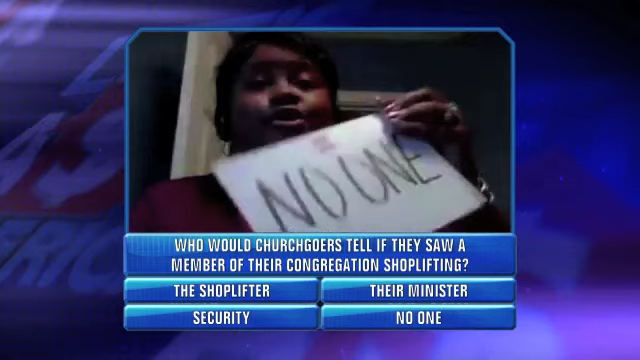 NO ONE
WHO WOULD CHURCHGOERS TELL IF THEY SAW A
MEMBER OF THEIR CONGREGATION SHOPLIFTING?
THE SHOPLIFTER
THEIR MINISTER
SECURITY
NO ONE